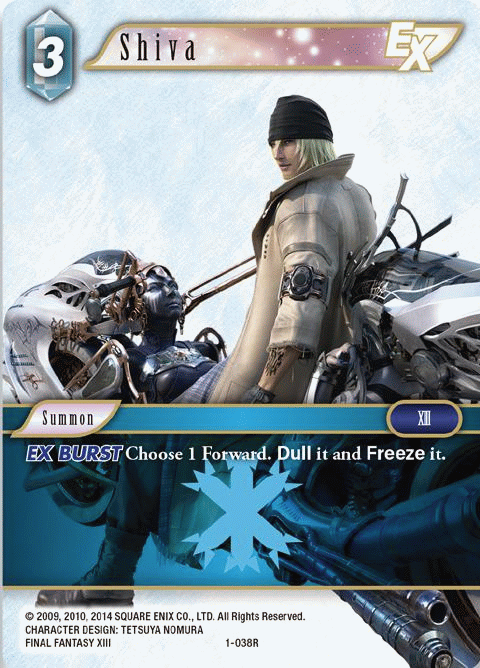 3
Shiva
EX
Summon
XIII
EX BURST Choose 1 Forward. Dull it and Freeze it.
© 2009, 2010, 2014 SQUARE ENIX CO., LTD. All Rights Reserved.
CHARACTER DESIGN: TETSUYA NOMURA
FINAL FANTASY XIII
1-038R